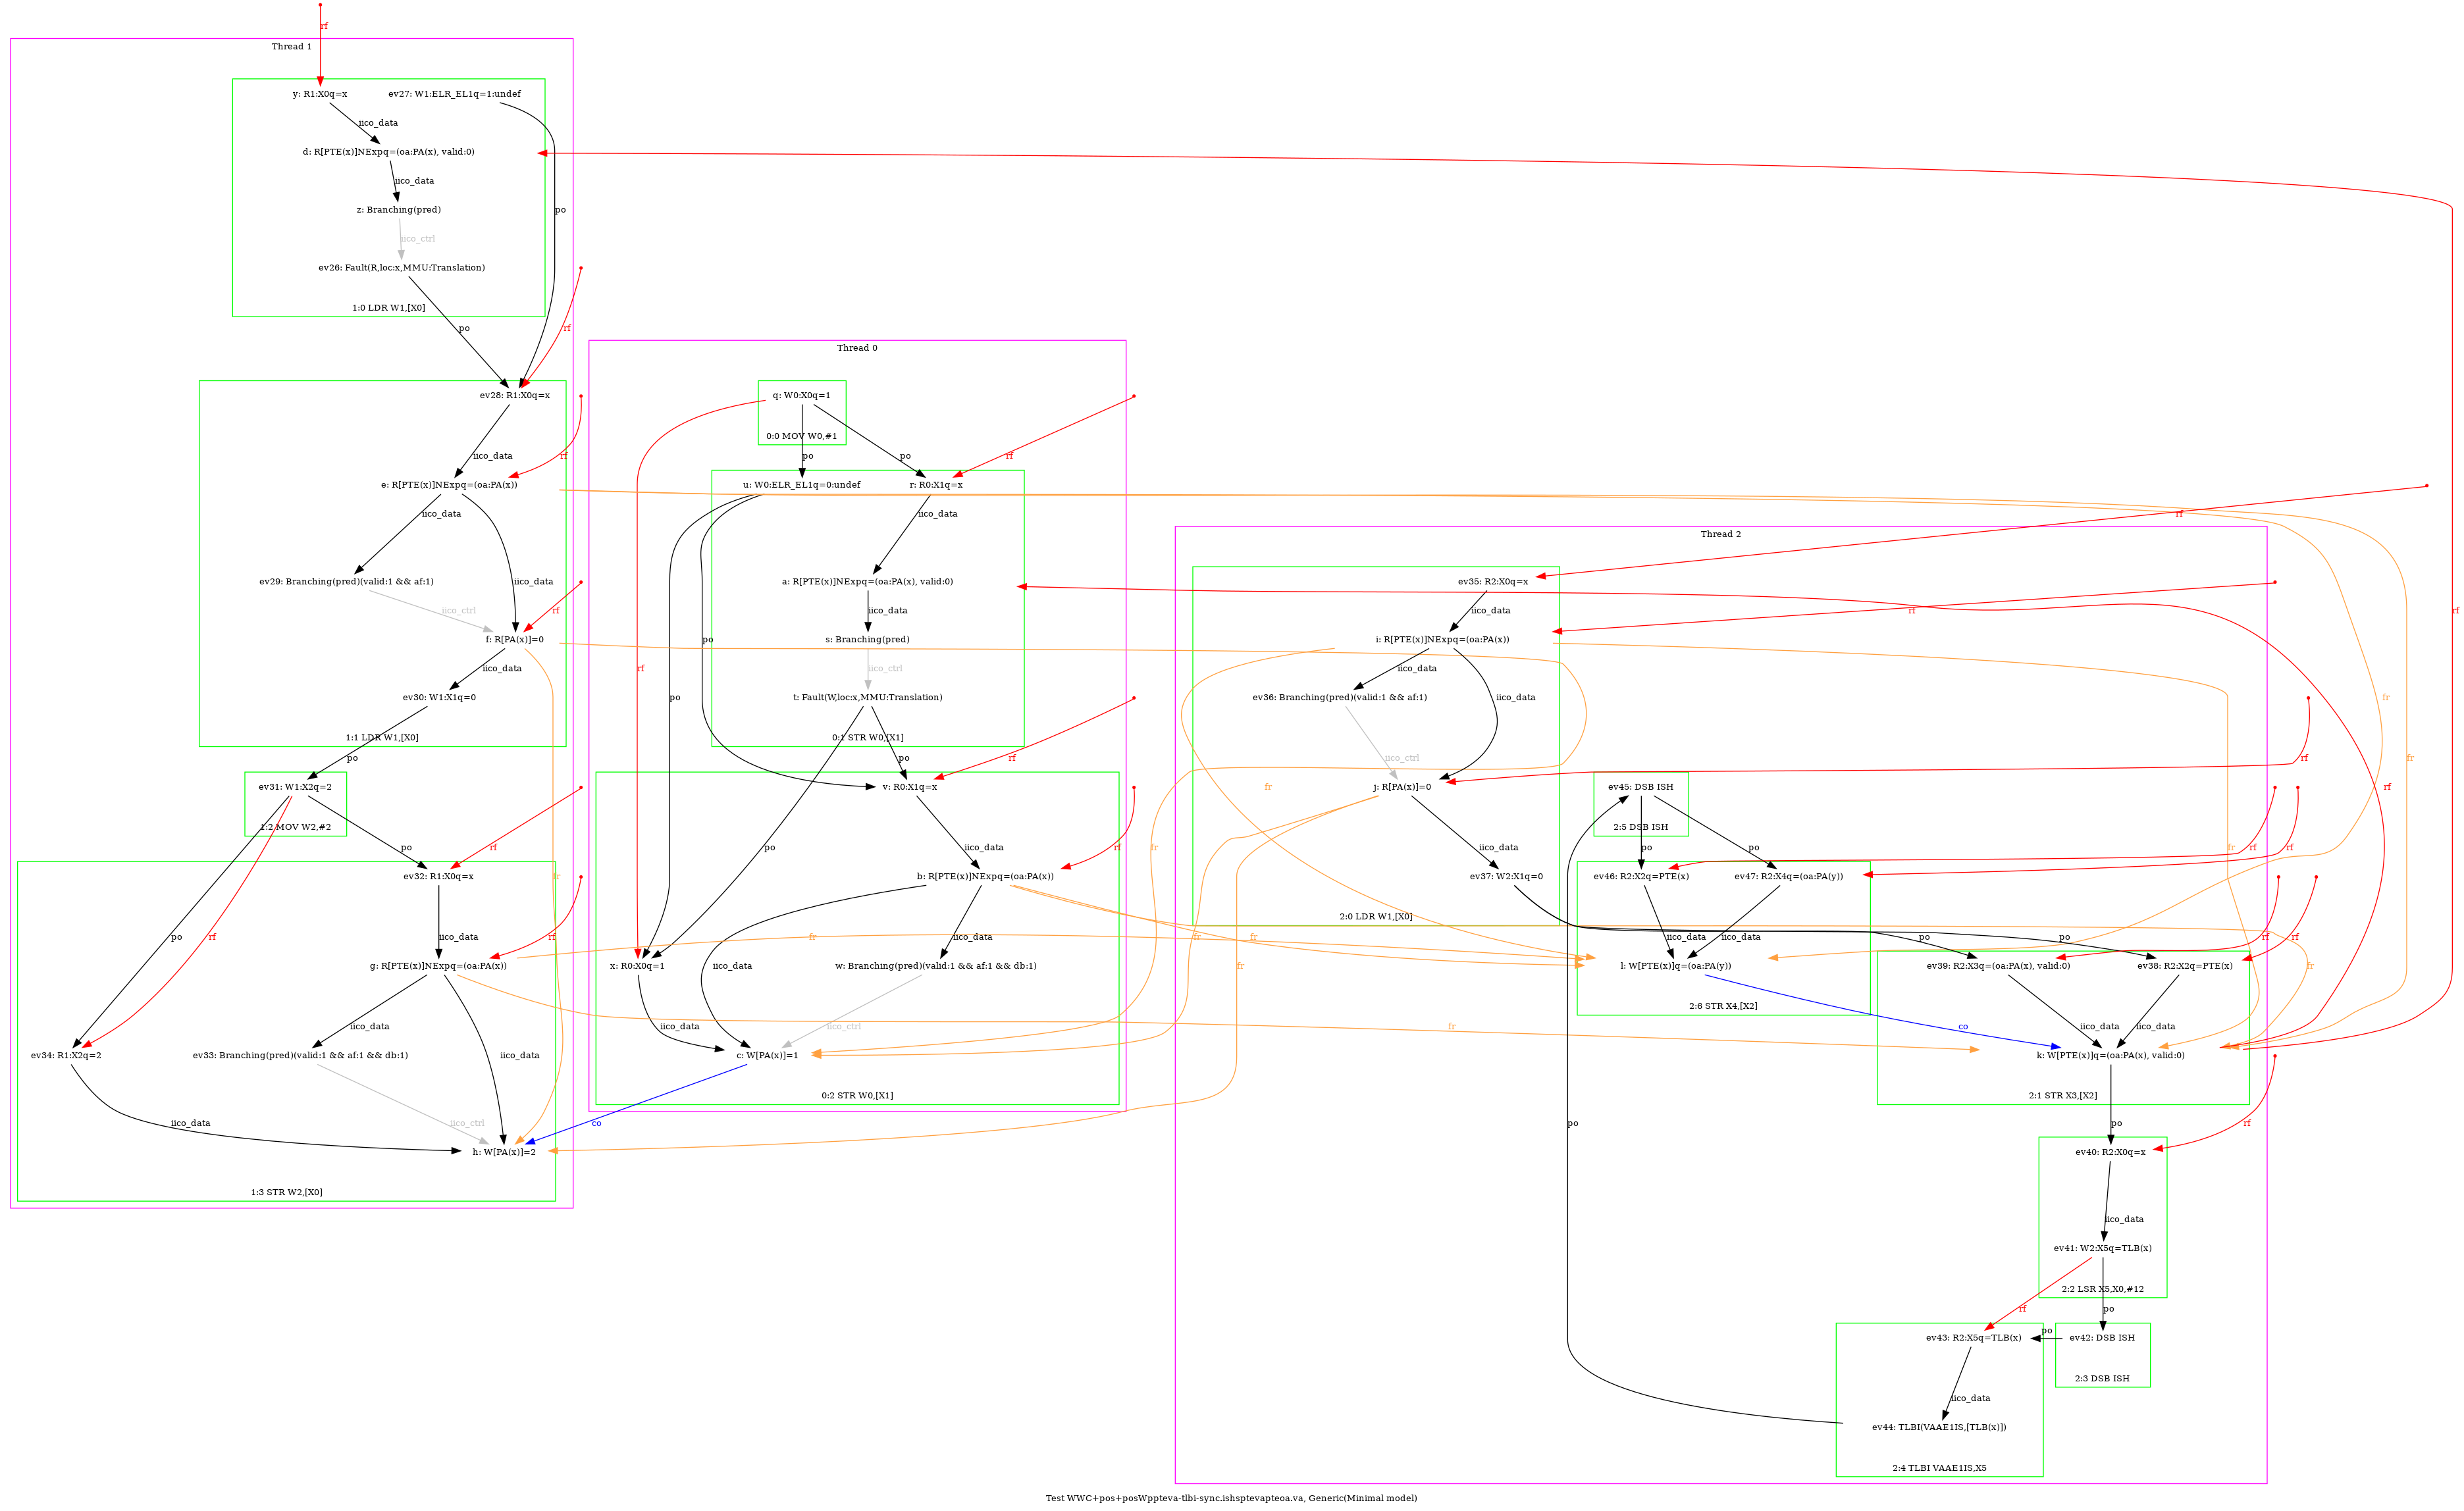 rf
Thread 1
y: R1:X0q=x
ev27: W1:ELR_EL1q=1:undef
iico_data
d: R[PTE(x)]NExpq=(oa:PA(x), valid:0)
iico_data
z: Branching(pred)
po
iico_ctrl
ev26: Fault(R,loc:x,MMU:Translation)
1:0 LDR W1,[X0]
po
rf
ev28: R1:X0q=x
iico_data
rf
e: R[PTE(x)]NExpq=(oa:PA(x))
iico_data
ev29: Branching(pred)(valid:1 && af:1)
iico_data
iico_ctrl
rf
f: R[PA(x)]=0
iico_data
ev30: W1:X1q=0
1:1 LDR W1,[X0]
po
ev31: W1:X2q=2
1:2 MOV W2,#2
po
rf
ev32: R1:X0q=x
fr
po
rf
iico_data
rf
g: R[PTE(x)]NExpq=(oa:PA(x))
iico_data
iico_data
ev34: R1:X2q=2
ev33: Branching(pred)(valid:1 && af:1 && db:1)
iico_data
iico_ctrl
h: W[PA(x)]=2
1:3 STR W2,[X0]
Thread 0
q: W0:X0q=1
0:0 MOV W0,#1
po
po
rf
u: W0:ELR_EL1q=0:undef
r: R0:X1q=x
iico_data
a: R[PTE(x)]NExpq=(oa:PA(x), valid:0)
iico_data
s: Branching(pred)
iico_ctrl
rf
po
po
t: Fault(W,loc:x,MMU:Translation)
0:1 STR W0,[X1]
po
rf
v: R0:X1q=x
po
iico_data
rf
b: R[PTE(x)]NExpq=(oa:PA(x))
iico_data
x: R0:X0q=1
w: Branching(pred)(valid:1 && af:1 && db:1)
iico_data
iico_data
iico_ctrl
c: W[PA(x)]=1
0:2 STR W0,[X1]
co
fr
fr
fr
fr
fr
fr
Thread 2
rf
ev35: R2:X0q=x
iico_data
rf
i: R[PTE(x)]NExpq=(oa:PA(x))
iico_data
ev36: Branching(pred)(valid:1 && af:1)
iico_data
iico_ctrl
j: R[PA(x)]=0
rf
iico_data
ev37: W2:X1q=0
2:0 LDR W1,[X0]
ev45: DSB ISH
2:5 DSB ISH
po
po
rf
rf
ev46: R2:X2q=PTE(x)
ev47: R2:X4q=(oa:PA(y))
iico_data
iico_data
l: W[PTE(x)]q=(oa:PA(y))
2:6 STR X4,[X2]
po
po
rf
rf
ev39: R2:X3q=(oa:PA(x), valid:0)
ev38: R2:X2q=PTE(x)
iico_data
iico_data
co
k: W[PTE(x)]q=(oa:PA(x), valid:0)
2:1 STR X3,[X2]
fr
fr
fr
fr
fr
rf
rf
po
rf
ev40: R2:X0q=x
iico_data
ev41: W2:X5q=TLB(x)
2:2 LSR X5,X0,#12
rf
po
po
ev43: R2:X5q=TLB(x)
po
ev42: DSB ISH
2:3 DSB ISH
iico_data
ev44: TLBI(VAAE1IS,[TLB(x)])
2:4 TLBI VAAE1IS,X5
Test WWC+pos+posWppteva-tlbi-sync.ishsptevapteoa.va, Generic(Minimal model)